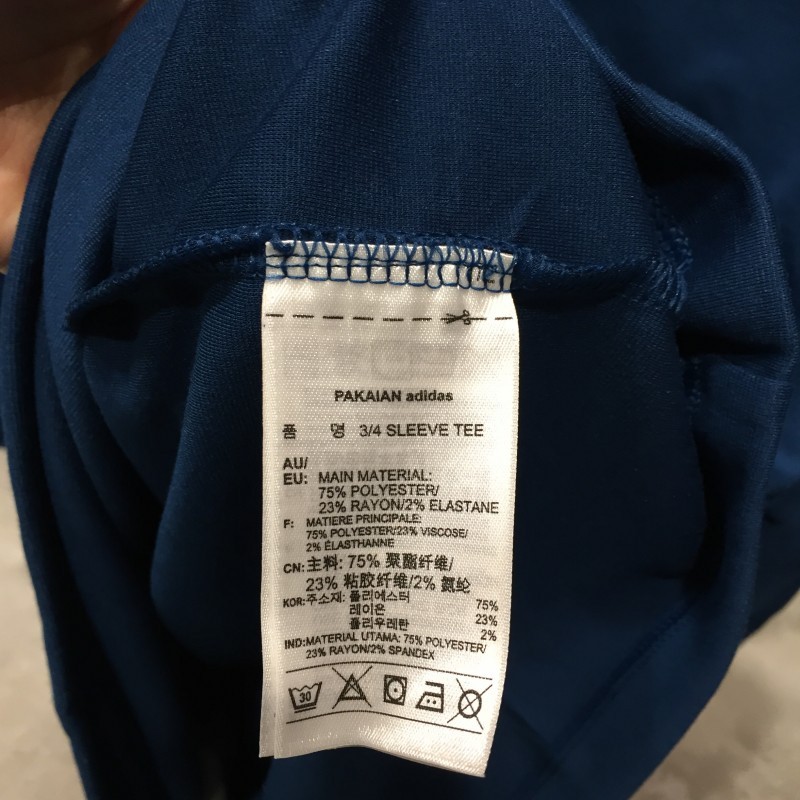 PAKAIAN adidas
품 명 3/4 SLEEVE TEE
AU/
EU: MAIN MATERIAL:
75% POLYESTER/
23% RAYON/2% ELASTANE
F: MATIERE PRINCIPALE:
75% POLYESTER/23% VISCOSE/
2% ÉLASTHANNE
CN: 主料: 75% 聚酯纤维/
23% 粘胶纤维/2% 氨纶
KOR: 주소재: 폴리에스터 75%
레이온 23%
폴리우레탄 2%
IND: MATERIAL UTAMA: 75% POLYESTER/
23% RAYON/2% SPANDEX
30